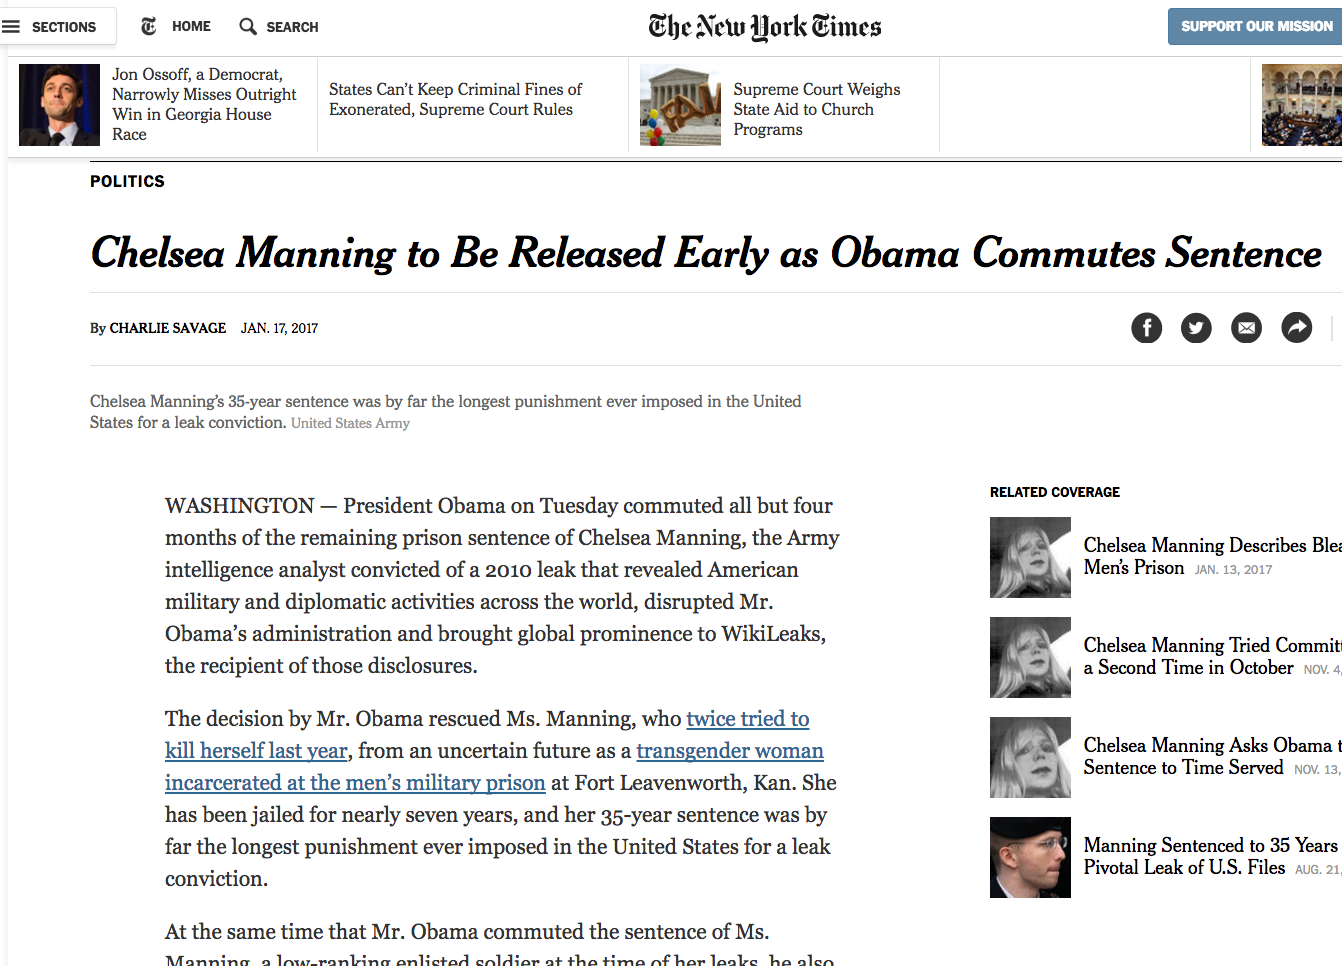 SECTIONS
HOME
SEARCH
The New York Times
SUPPORT OUR MISSION
Jon Ossoff, a Democrat,
Narrowly Misses Outright
Win in Georgia House
Race
States Can’t Keep Criminal Fines of
Exonerated, Supreme Court Rules
Supreme Court Weighs
State Aid to Church
Programs
POLITICS
Chelsea Manning to Be Released Early as Obama Commutes Sentence
By CHARLIE SAVAGE JAN. 17, 2017
Chelsea Manning’s 35-year sentence was by far the longest punishment ever imposed in the United
States for a leak conviction. United States Army
WASHINGTON — President Obama on Tuesday commuted all but four
months of the remaining prison sentence of Chelsea Manning, the Army
intelligence analyst convicted of a 2010 leak that revealed American
military and diplomatic activities across the world, disrupted Mr.
Obama’s administration and brought global prominence to WikiLeaks,
the recipient of those disclosures.
The decision by Mr. Obama rescued Ms. Manning, who twice tried to
kill herself last year, from an uncertain future as a transgender woman
incarcerated at the men’s military prison at Fort Leavenworth, Kan. She
has been jailed for nearly seven years, and her 35-year sentence was by
far the longest punishment ever imposed in the United States for a leak
conviction.
At the same time that Mr. Obama commuted the sentence of Ms.
Manning, a low-ranking enlisted soldier at the time of her leaks, he also
RELATED COVERAGE
Chelsea Manning Describes
Men’s Prison JAN. 13, 2017
Chelsea Manning Tried
a Second Time in October NOV. 4,
Chelsea Manning Asks Obama
Sentence to Time Served NOV. 13,
Manning Sentenced to 35 Years
Pivotal Leak of U.S. Files AUG. 21,